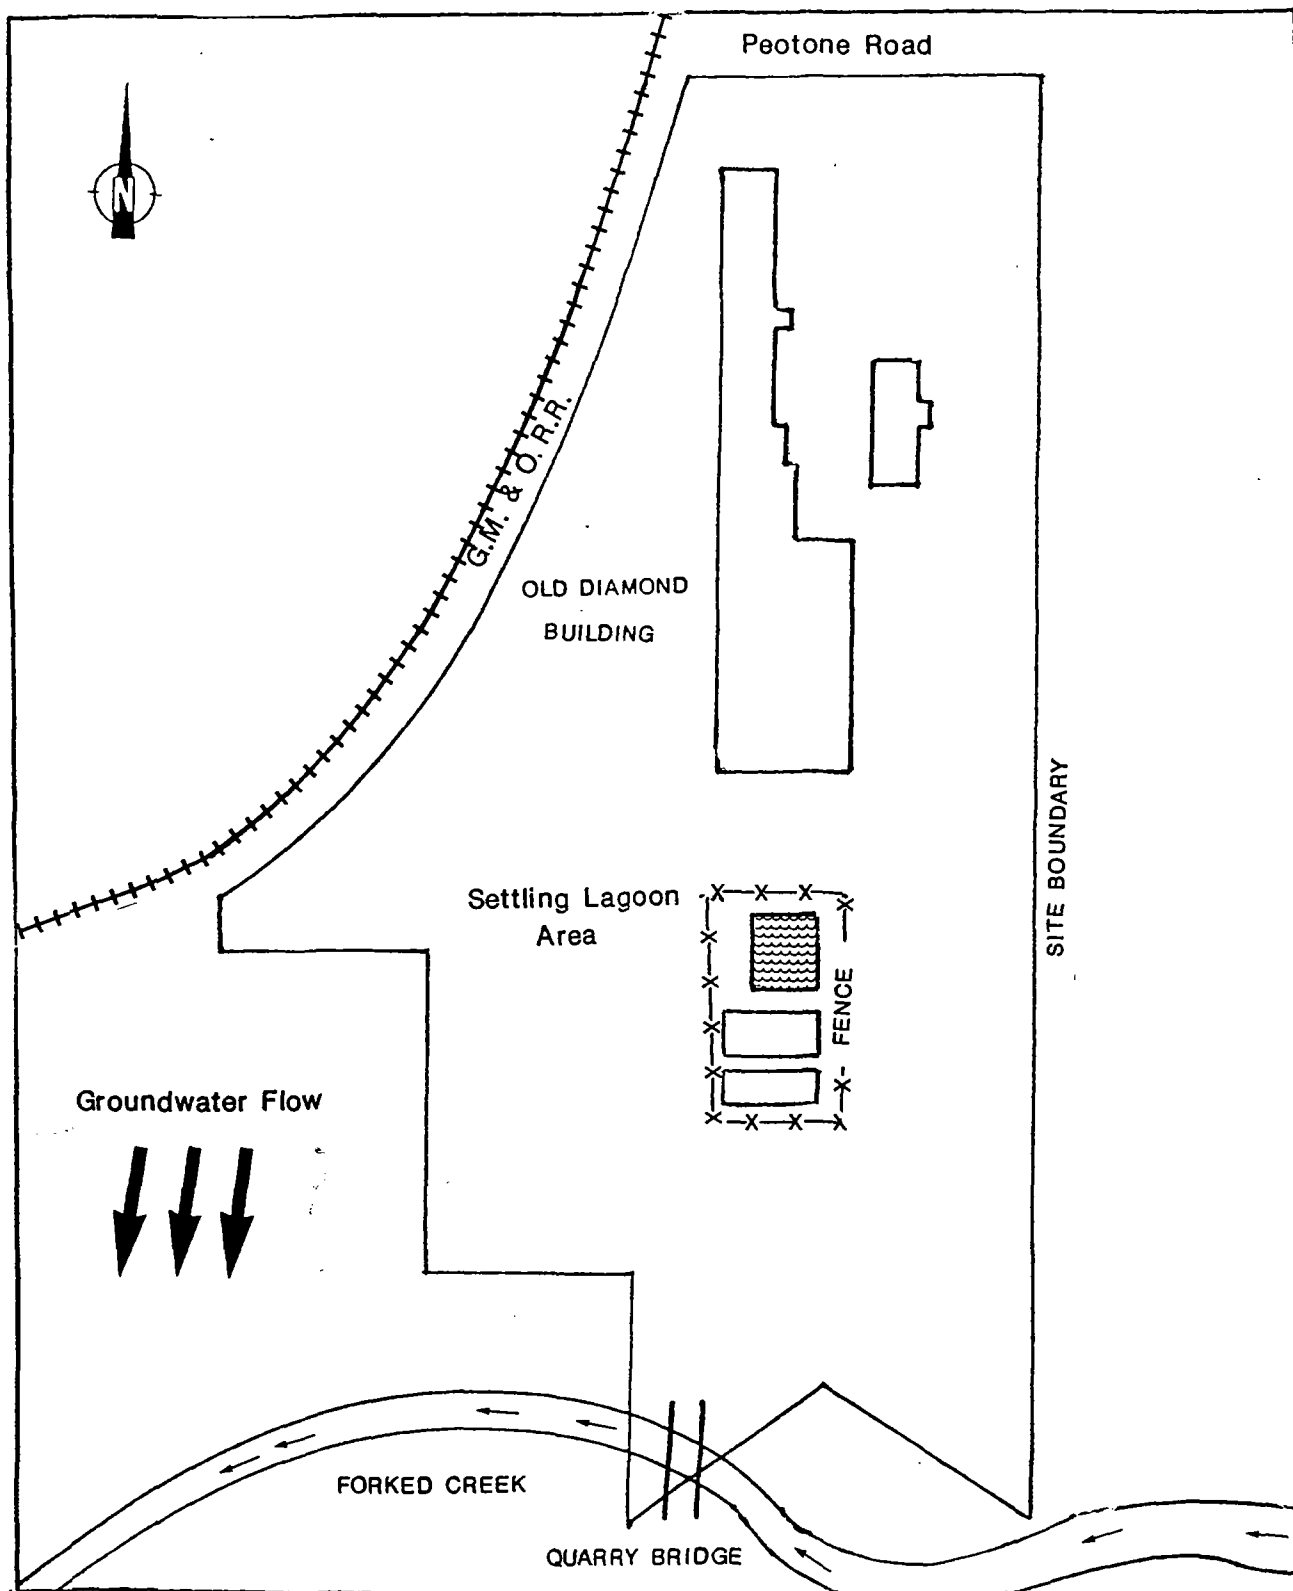 Peotone Road
N
G.M. & O. R.R.
OLD DIAMOND
BUILDING
SITE BOUNDARY
Settling Lagoon
Area
FENCE
Groundwater Flow
FORKED CREEK
QUARRY BRIDGE